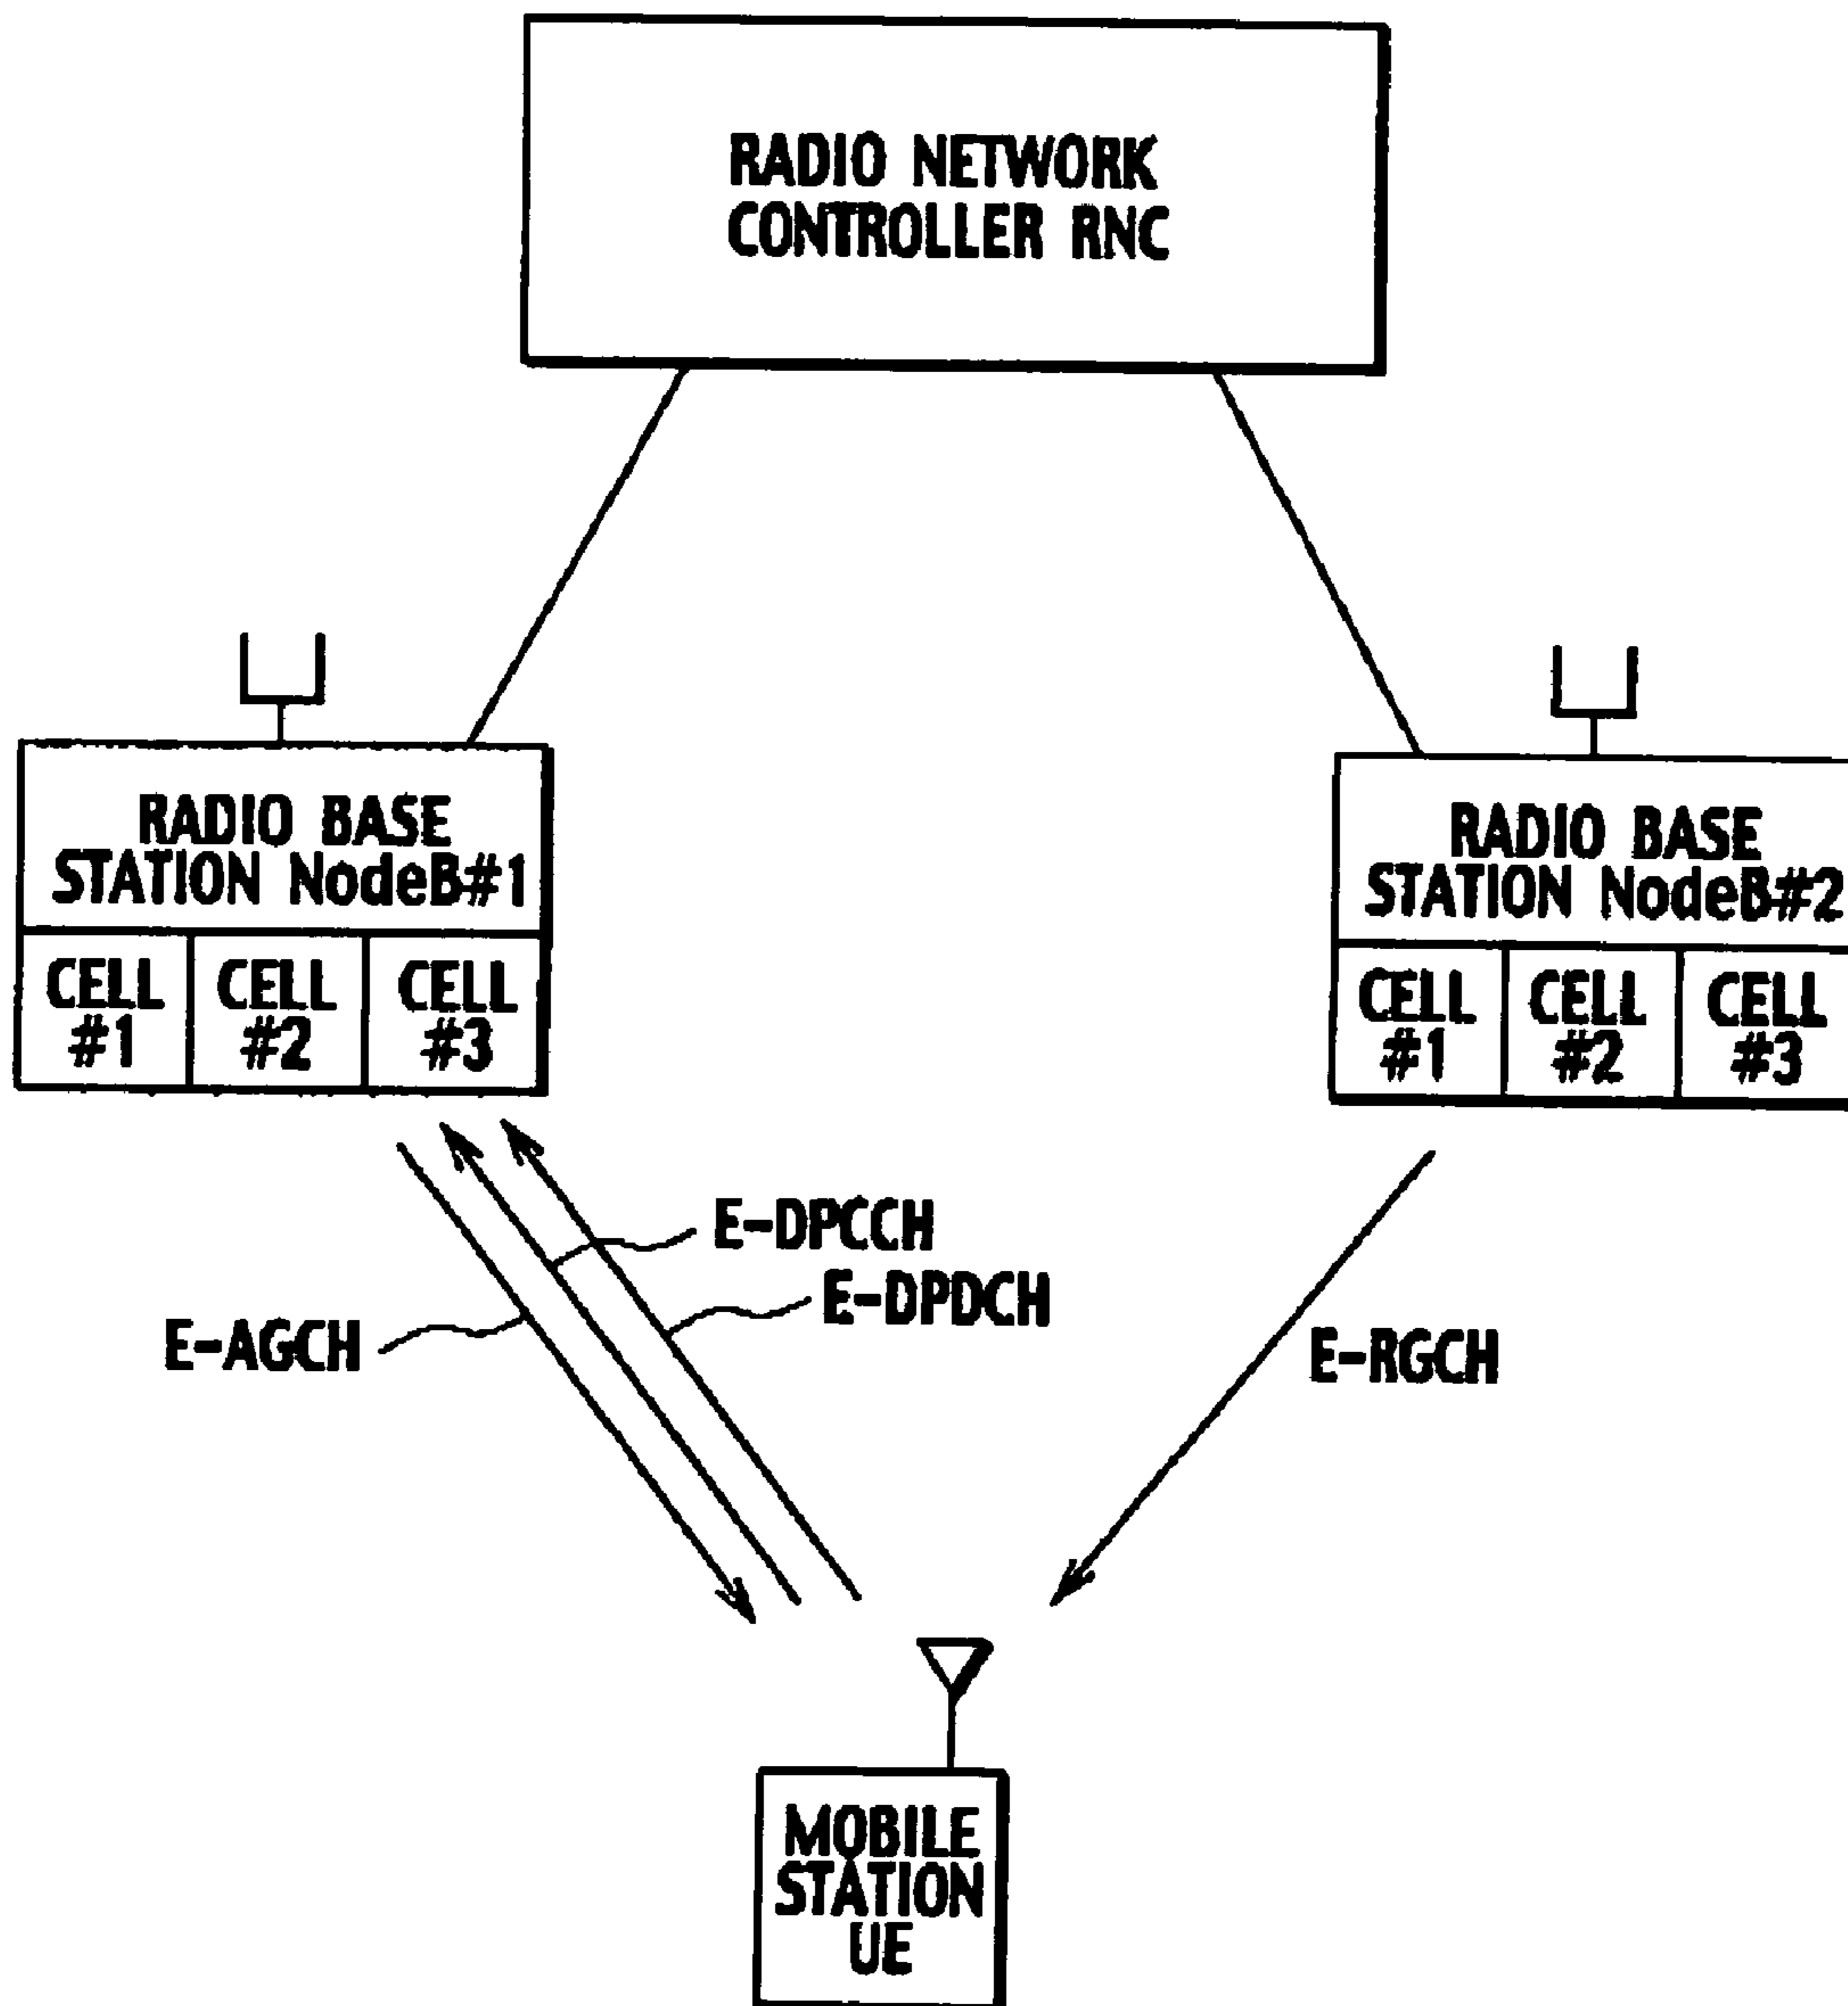 RADIO NETWORK
CONTROLLER RNC
RADIO BASE
STATION NodeB#1
CELL
#1
CELL
#2
CELL
#3
RADIO BASE
STATION NodeB#2
CELL
#1
CELL
#2
CELL
#3
E-DPCCH
E-DPDCH
E-AGCH
E-RGCH
MOBILE
STATION
UE